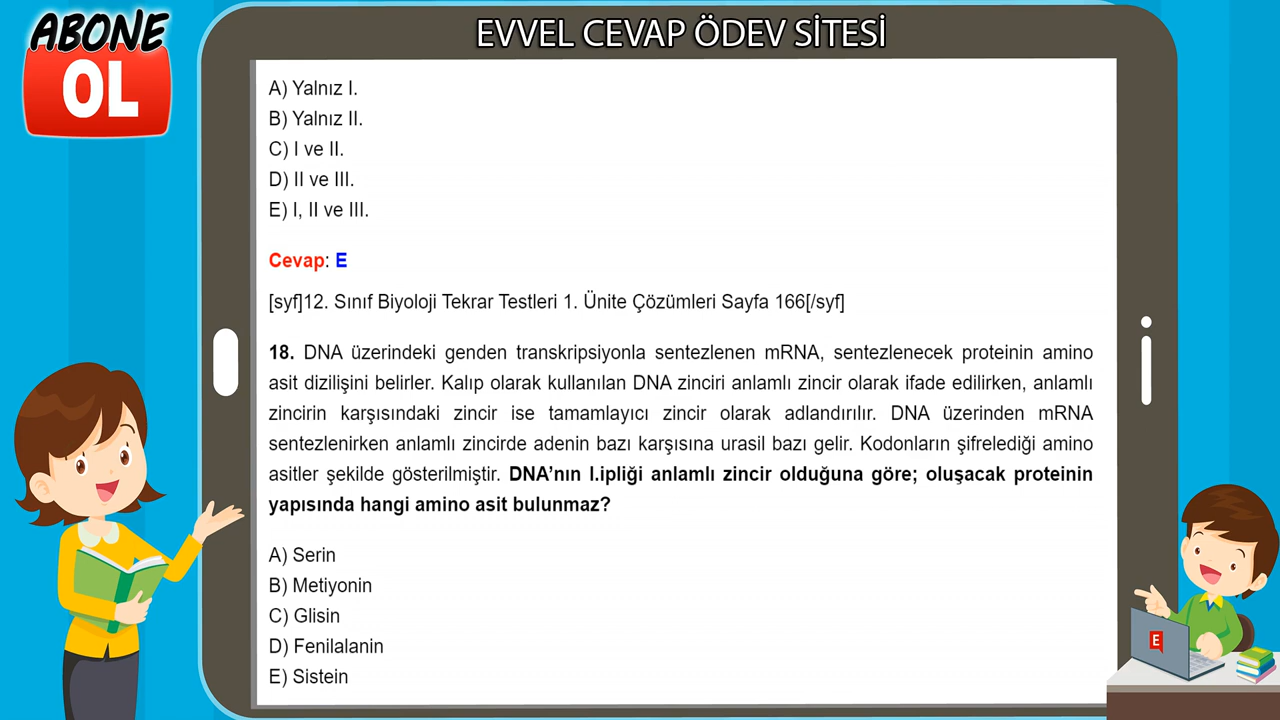 ABONE
OL
EVVEL CEVAP ÖDEV SİTESİ
A) Yalnız I.
B) Yalnız II.
C) I ve II.
D) II ve III.
E) I, II ve III.
Cevap: E
[syf]12. Sınıf Biyoloji Tekrar Testleri 1. Ünite Çözümleri Sayfa 166[/syf]
18. DNA üzerindeki genden transkripsiyonla sentezlenen mRNA, sentezlenecek proteinin amino
asit dizilişini belirler. Kalıp olarak kullanılan DNA zinciri anlamlı zincir olarak ifade edilirken, anlamlı
zincirin karşısındaki zincir ise tamamlayıcı zincir olarak adlandırılır. DNA üzerinden mRNA
sentezlenirken anlamlı zincirde adenin bazı karşısına urasil bazı gelir. Kodonların şifrelediği amino
asitler şekilde gösterilmiştir. DNA’nın I.ipliği anlamlı zincir olduğuna göre; oluşacak proteinin
yapısında hangi amino asit bulunmaz?
A) Serin
B) Metiyonin
C) Glisin
D) Fenilalanin
E) Sistein
E